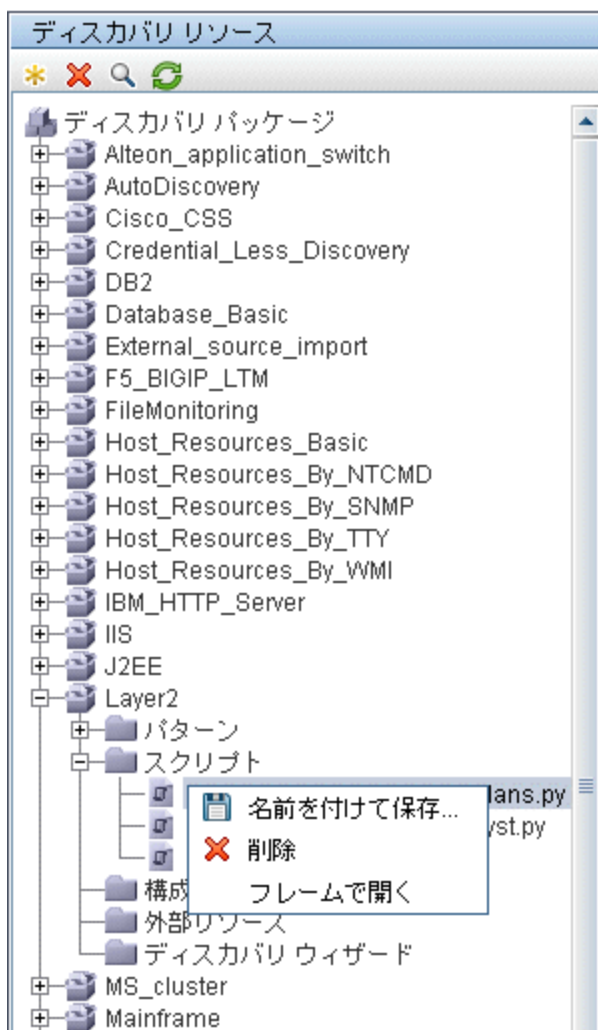 ディスカバリ リソース
ディスカバリ パッケージ
Alteon_application_switch
AutoDiscovery
Cisco_CSS
Credential_Less_Discovery
DB2
Database_Basic
External_source_import
F5_BIGIP_LTM
FileMonitoring
Host_Resources_Basic
Host_Resources_By_NTCMD
Host_Resources_By_SNMP
Host_Resources_By_TTY
Host_Resources_By_WMI
IBM_HTTP_Server
IIS
J2EE
Layer2
パターン
スクリプト
lans.py
名前を付けて保存...
yst.py
削除
フレームで開く
構成
外部リソース
ディスカバリ ウィザード
MS_cluster
Mainframe